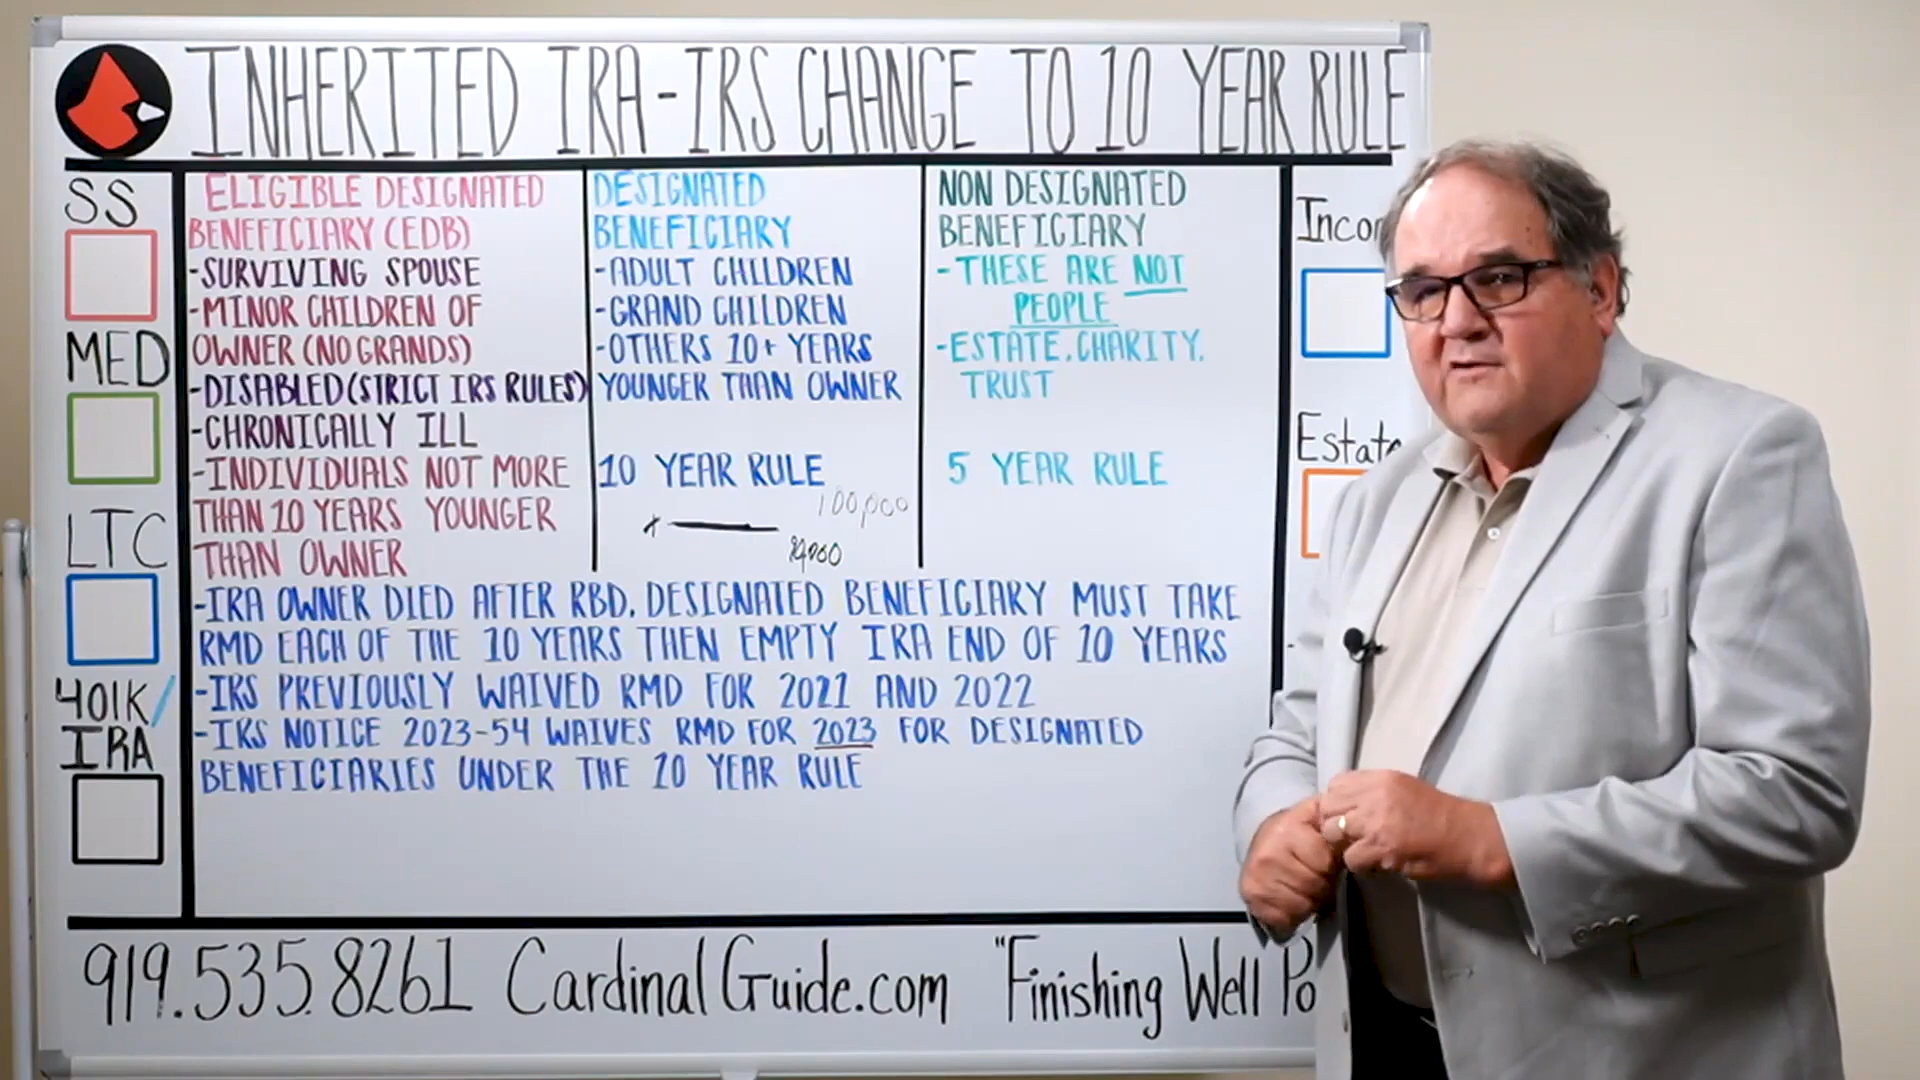 INHERITED IRA-IRS CHANGE TO 10 YEAR RULE
SS
MED
LTC
401K/
IRA
ELIGIBLE DESIGNATED
BENEFICIARY (EDB)
-SURVIVING SPOUSE
-MINOR CHILDREN OF
OWNER (NO GRANDS)
-DISABLED (STRICT IRS RULES)
-CHRONICALLY ILL
-INDIVIDUALS NOT MORE
THAN 10 YEARS YOUNGER
THAN OWNER
DESIGNATED
BENEFICIARY
-ADULT CHILDREN
-GRAND CHILDREN
-OTHERS 10+ YEARS
YOUNGER THAN OWNER
10 YEAR RULE
100,000
NON DESIGNATED
BENEFICIARY
-THESE ARE NOT
PEOPLE
-ESTATE, CHARITY,
TRUST
5 YEAR RULE
-IRA OWNER DIED AFTER RBD, DESIGNATED BENEFICIARY MUST TAKE
RMD EACH OF THE 10 YEARS THEN EMPTY IRA END OF 10 YEARS
-IRS PREVIOUSLY WAIVED RMD FOR 2021 AND 2022
-IRS NOTICE 2023-54 WAIVES RMD FOR 2023 FOR DESIGNATED
BENEFICIARIES UNDER THE 10 YEAR RULE
Incom
Estate
919.535.8261 CardinalGuide.com "Finishing Well Po